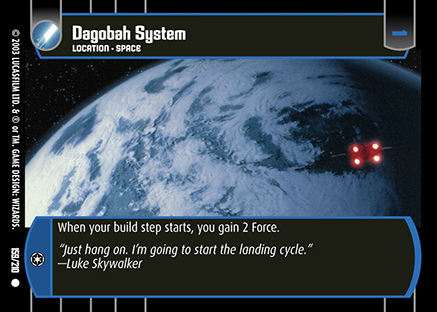 Dagobah System
LOCATION - SPACE
1
When your build step starts, you gain 2 Force.
“Just hang on. I’m going to start the landing cycle.”
—Luke Skywalker
© 2003 LUCASFILM LTD. & ® or TM. GAME DESIGN: WIZARDS.
159/210